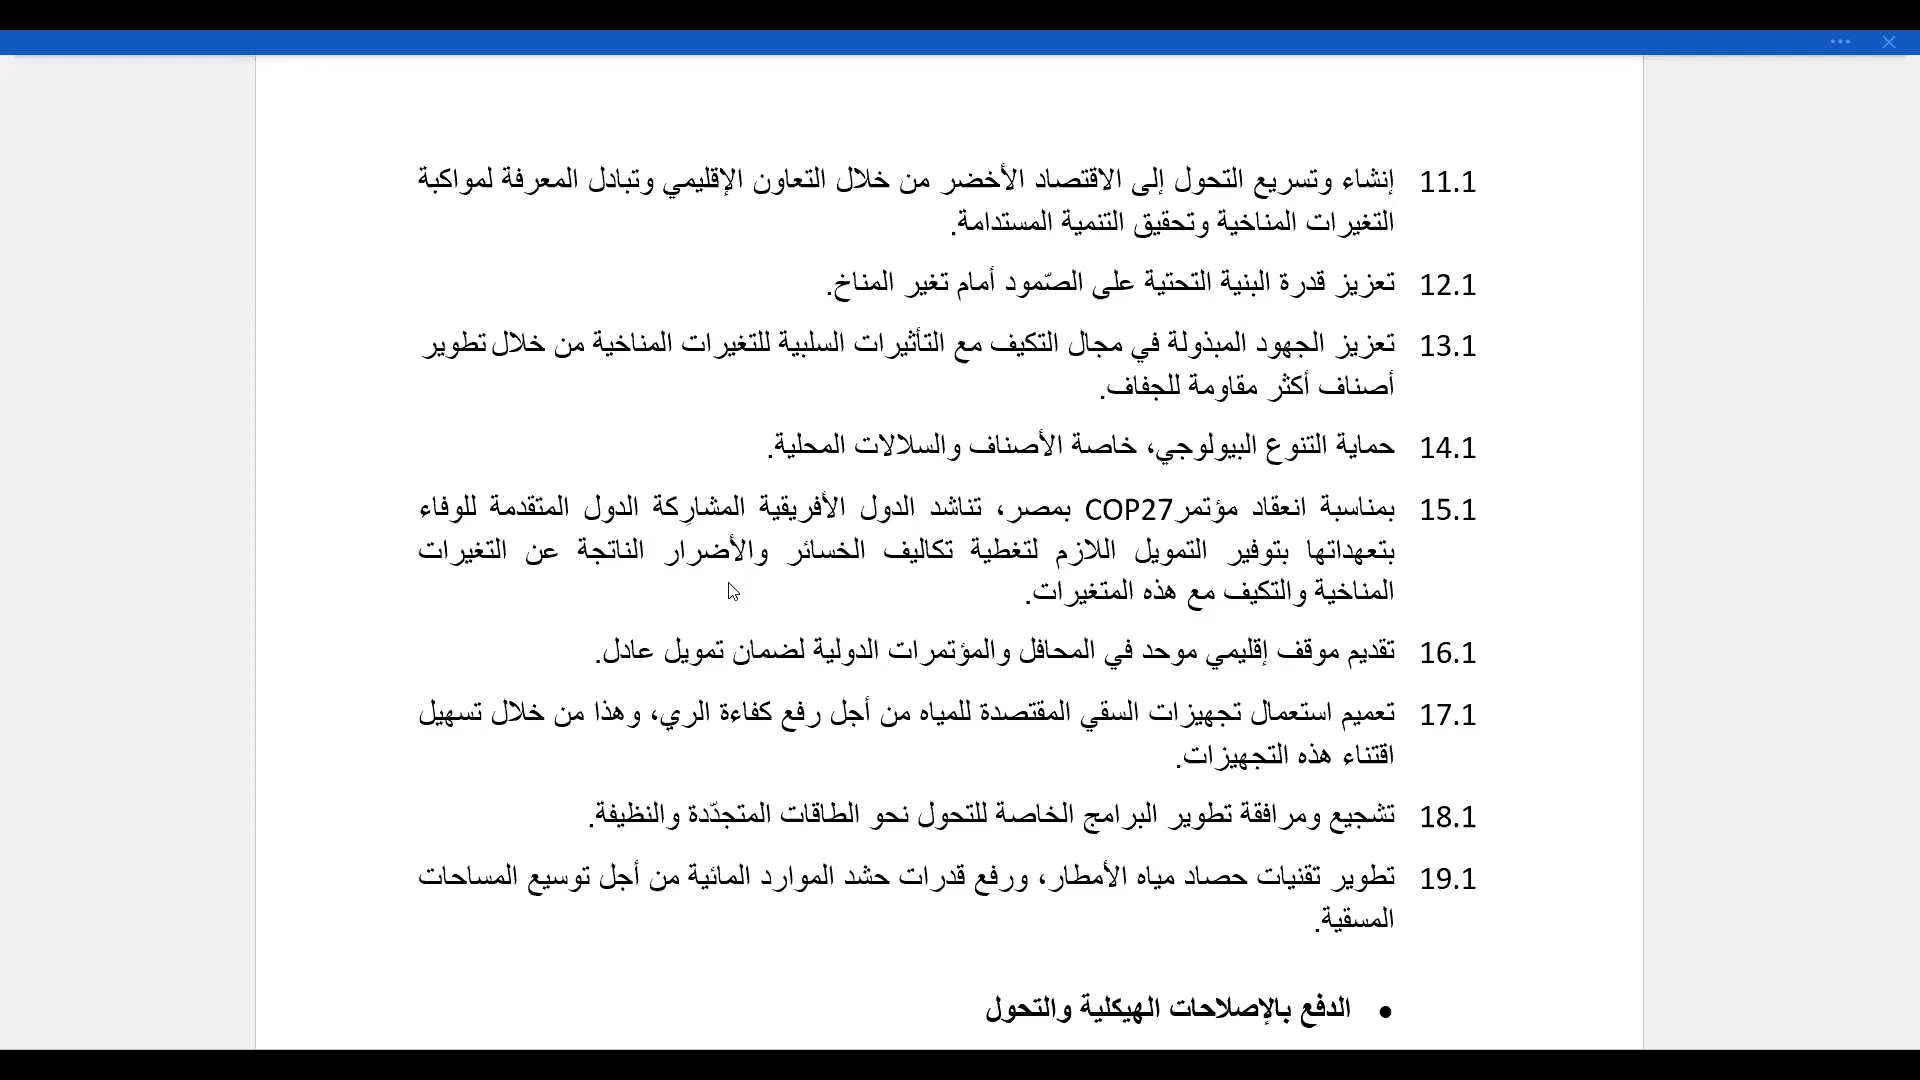 11.1 إنشاء وتسريع التحول إلى الاقتصاد الأخضر من خلال التعاون الإقليمي وتبادل المعرفة لمواكبة
التغيرات المناخية وتحقيق التنمية المستدامة.
12.1 تعزيز قدرة البنية التحتية على الصّمود أمام تغير المناخ.
13.1 تعزيز الجهود المبذولة في مجال التكيف مع التأثيرات السلبية للتغيرات المناخية من خلال تطوير
أصناف أكثر مقاومة للجفاف.
14.1 حماية التنوع البيولوجي، خاصة الأصناف والسلالات المحلية.
15.1 بمناسبة انعقاد مؤتمرCOP27 بمصر، تناشد الدول الأفريقية المشارِكة الدول المتقدمة للوفاء
بتعهداتها بتوفير التمويل اللازم لتغطية تكاليف الخسائر والأضرار الناتجة عن التغيرات
المناخية والتكيف مع هذه المتغيرات.
16.1 تقديم موقف إقليمي موحد في المحافل والمؤتمرات الدولية لضمان تمويل عادل.
17.1 تعميم استعمال تجهيزات السقي المقتصدة للمياه من أجل رفع كفاءة الري، وهذا من خلال تسهيل
اقتناء هذه التجهيزات.
18.1 تشجيع ومرافقة تطوير البرامج الخاصة للتحول نحو الطاقات المتجدّدة والنظيفة.
19.1 تطوير تقنيات حصاد مياه الأمطار، ورفع قدرات حشد الموارد المائية من أجل توسيع المساحات
المسقية.
• الدفع بالإصلاحات الهيكلية والتحول